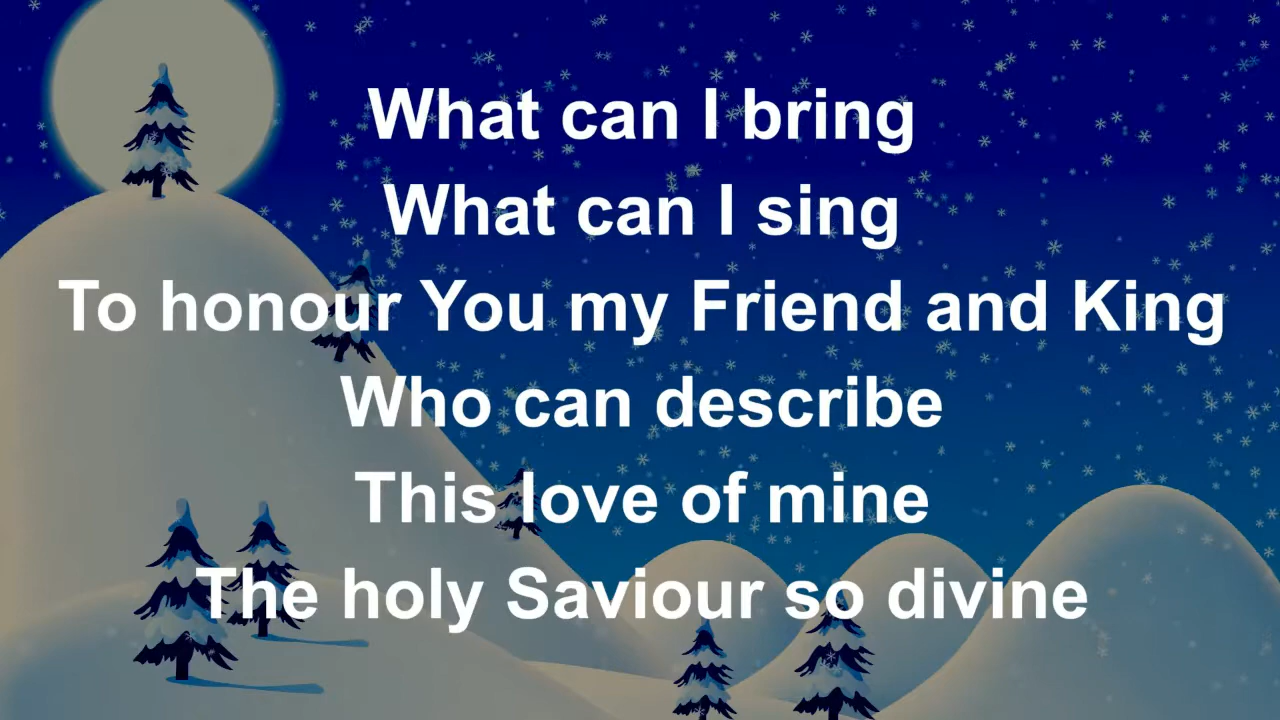 What can I bring
What can I sing
To honour You my Friend and King
Who can describe
This love of mine
The holy Saviour so divine